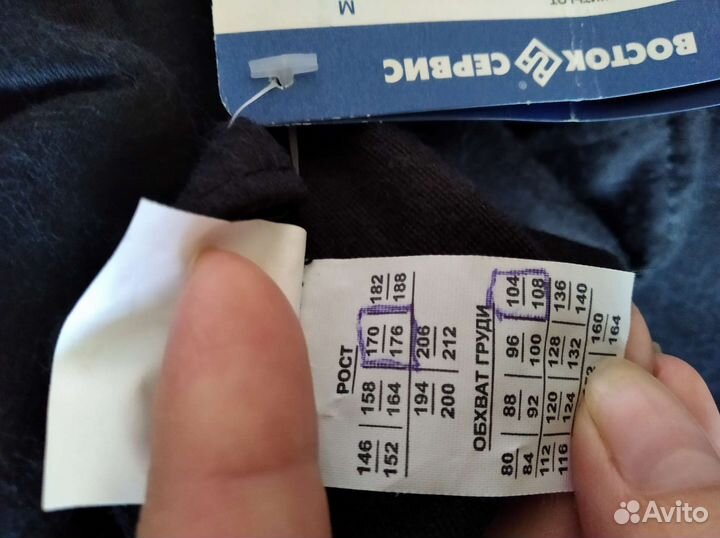 ВОСТОК СЕРВИС
®
М
РОСТ
146 158 170 182
152 164 176 188
194 206
200 212
ОБХВАТ ГРУДИ
80 88 96 104
84 92 100 108
112 120 128 136
116 124 132 140
160
164
Avito